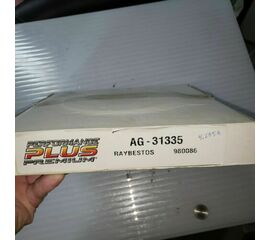 PERFORMANCE
PLUS
PREMIUM
AG - 31335
RAYBESTOS 980086